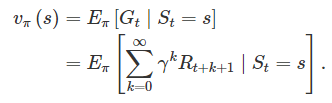 v_π(s) = E_π[G_t | S_t = s]
= E_π[∑_{k=0}^{∞} γ^k R_{t+k+1} | S_t = s].